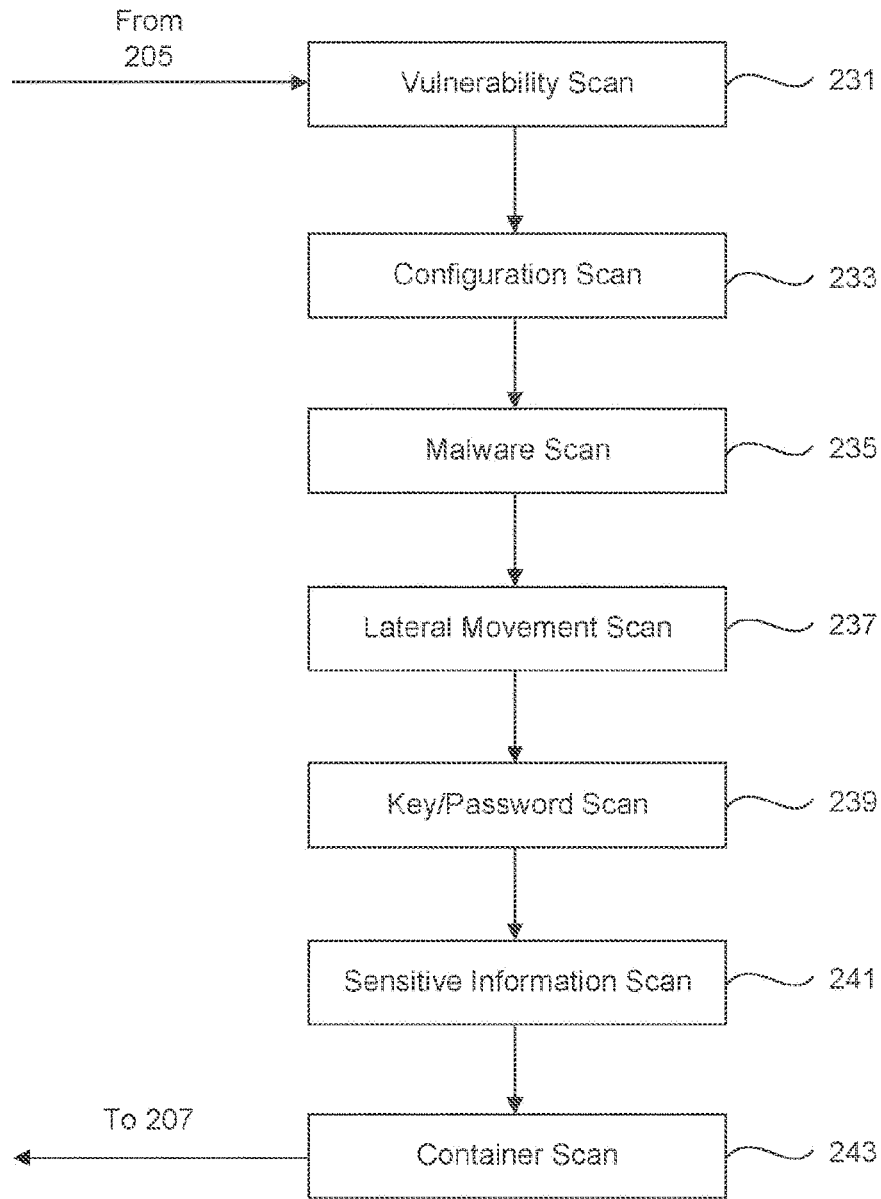 From
205
Vulnerability Scan
231
Configuration Scan
233
Malware Scan
235
Lateral Movement Scan
237
Key/Password Scan
239
Sensitive Information Scan
241
To 207
Container Scan
243